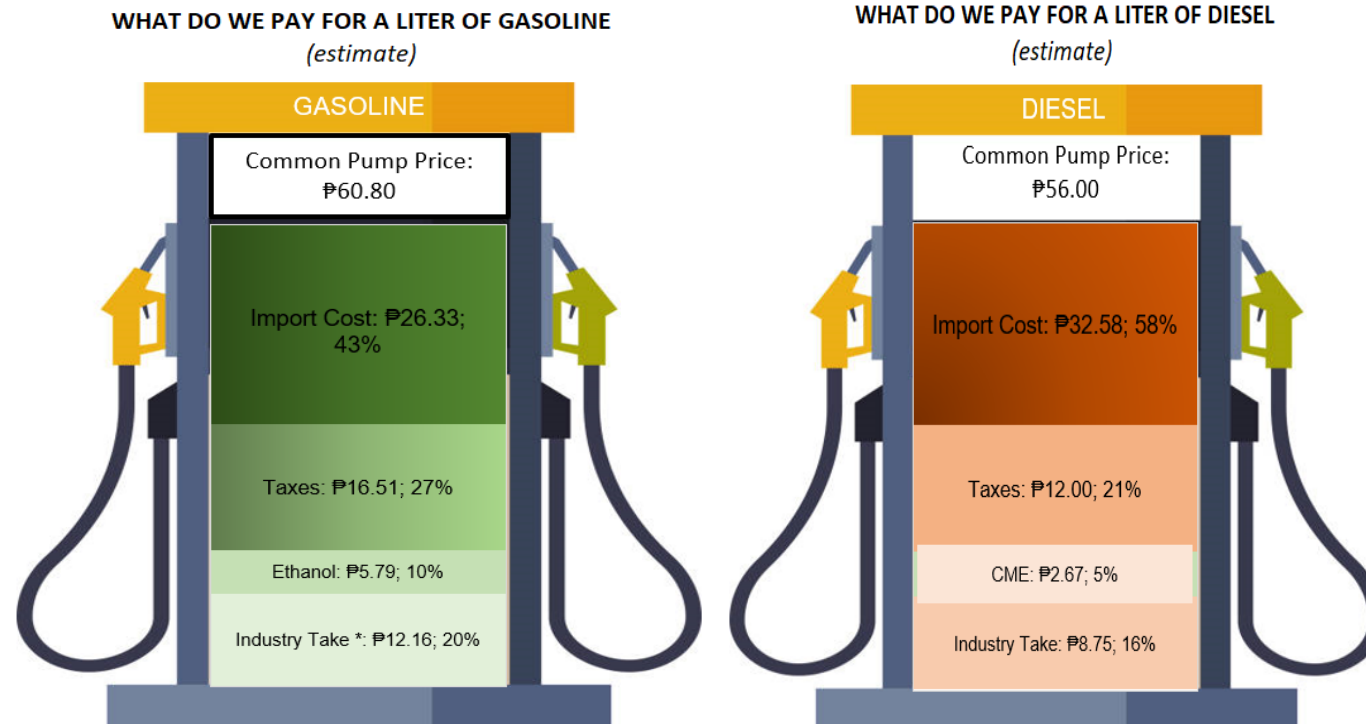 WHAT DO WE PAY FOR A LITER OF GASOLINE
(estimate)
GASOLINE
Common Pump Price:
₱60.80
Import Cost: ₱26.33;
43%
Taxes: ₱16.51; 27%
Ethanol: ₱5.79; 10%
Industry Take *: ₱12.16; 20%
WHAT DO WE PAY FOR A LITER OF DIESEL
(estimate)
DIESEL
Common Pump Price:
₱56.00
Import Cost: ₱32.58; 58%
Taxes: ₱12.00; 21%
CME: ₱2.67; 5%
Industry Take: ₱8.75; 16%